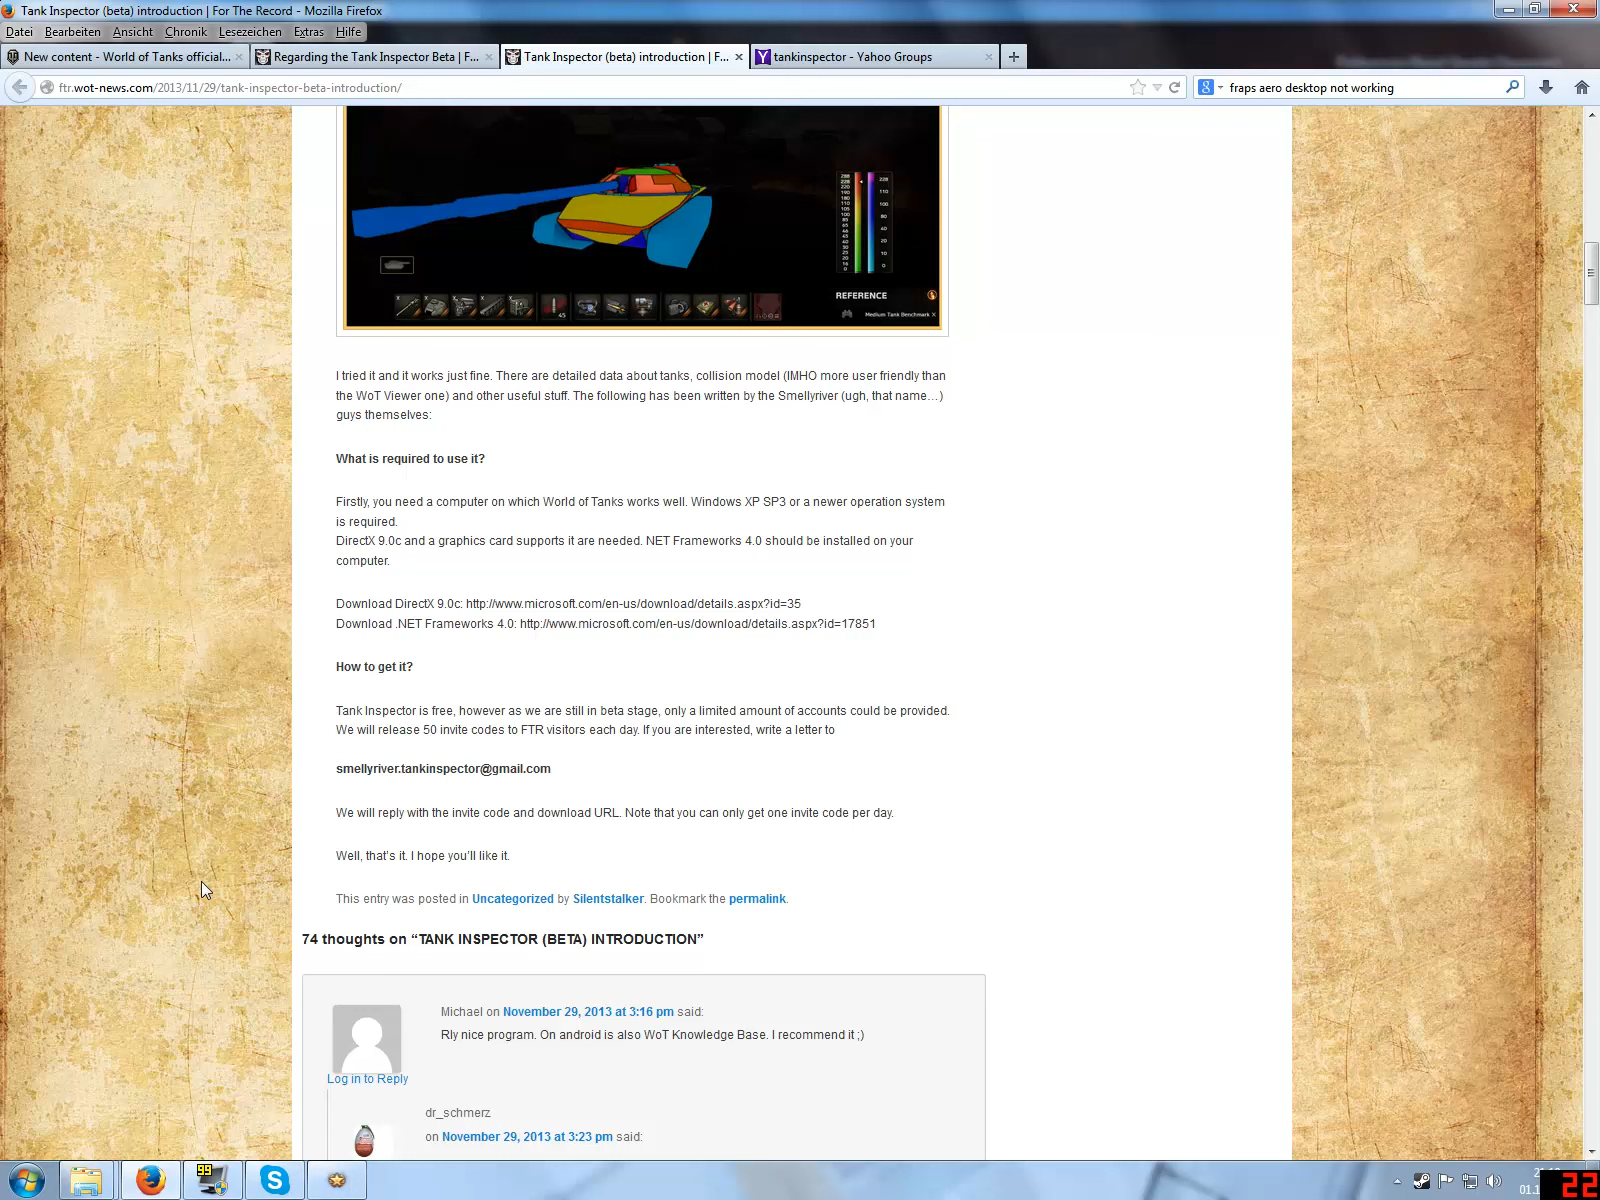 Tank Inspector (beta) introduction | For The Record - Mozilla Firefox
Datei Bearbeiten Ansicht Chronik Lesezeichen Extras Hilfe
New content - World of Tanks official...
Regarding the Tank Inspector Beta | F...
Tank Inspector (beta) introduction | F...
tankinspector - Yahoo Groups
ftr.wot-news.com/2013/11/29/tank-inspector-beta-introduction/
fraps aero desktop not working
REFERENCE
Medium Tank Benchmark X
45
I tried it and it works just fine. There are detailed data about tanks, collision model (IMHO more user friendly than
the WoT Viewer one) and other useful stuff. The following has been written by the Smellyriver (ugh, that name…)
guys themselves:
What is required to use it?
Firstly, you need a computer on which World of Tanks works well. Windows XP SP3 or a newer operation system
is required.
DirectX 9.0c and a graphics card supports it are needed. NET Frameworks 4.0 should be installed on your
computer.
Download DirectX 9.0c: http://www.microsoft.com/en-us/download/details.aspx?id=35
Download .NET Frameworks 4.0: http://www.microsoft.com/en-us/download/details.aspx?id=17851
How to get it?
Tank Inspector is free, however as we are still in beta stage, only a limited amount of accounts could be provided.
We will release 50 invite codes to FTR visitors each day. If you are interested, write a letter to
smellyriver.tankinspector@gmail.com
We will reply with the invite code and download URL. Note that you can only get one invite code per day.
Well, that's it. I hope you'll like it.
This entry was posted in Uncategorized by Silentstalker. Bookmark the permalink.
74 thoughts on “TANK INSPECTOR (BETA) INTRODUCTION”
Michael on November 29, 2013 at 3:16 pm said:
Rly nice program. On android is also WoT Knowledge Base. I recommend it ;)
Log in to Reply
dr_schmerz
on November 29, 2013 at 3:23 pm said:
99
22